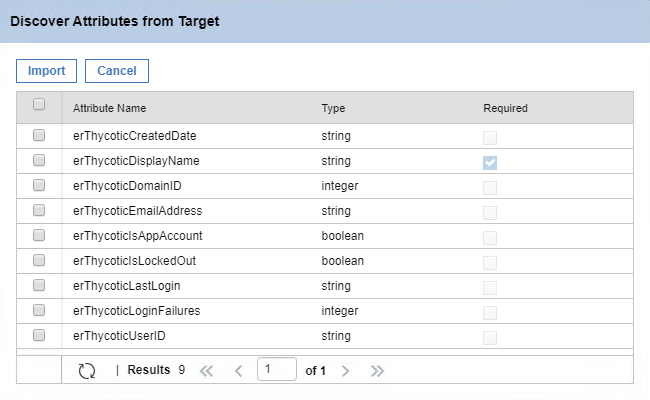 Discover Attributes from Target
Import Cancel
Attribute Name Type Required
erThycoticCreatedDate string
erThycoticDisplayName string
erThycoticDomainID integer
erThycoticEmailAddress string
erThycoticIsAppAccount boolean
erThycoticIsLockedOut boolean
erThycoticLastLogin string
erThycoticLoginFailures integer
erThycoticUserID string
| Results 9 1 of 1